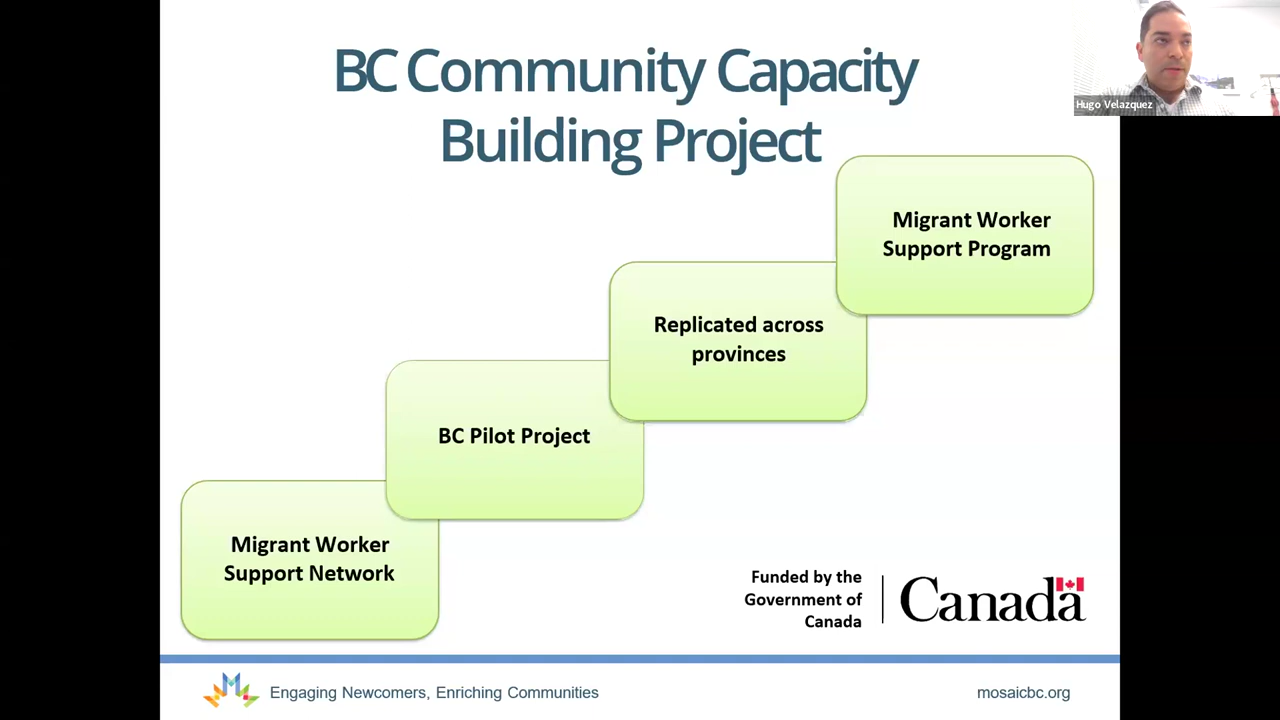 BC Community Capacity
Building Project
Hugo Velazquez
Migrant Worker
Support Program
Replicated across
provinces
BC Pilot Project
Migrant Worker
Support Network
Funded by the
Government of
Canada
Canada
Engaging Newcomers, Enriching Communities
mosaicbc.org